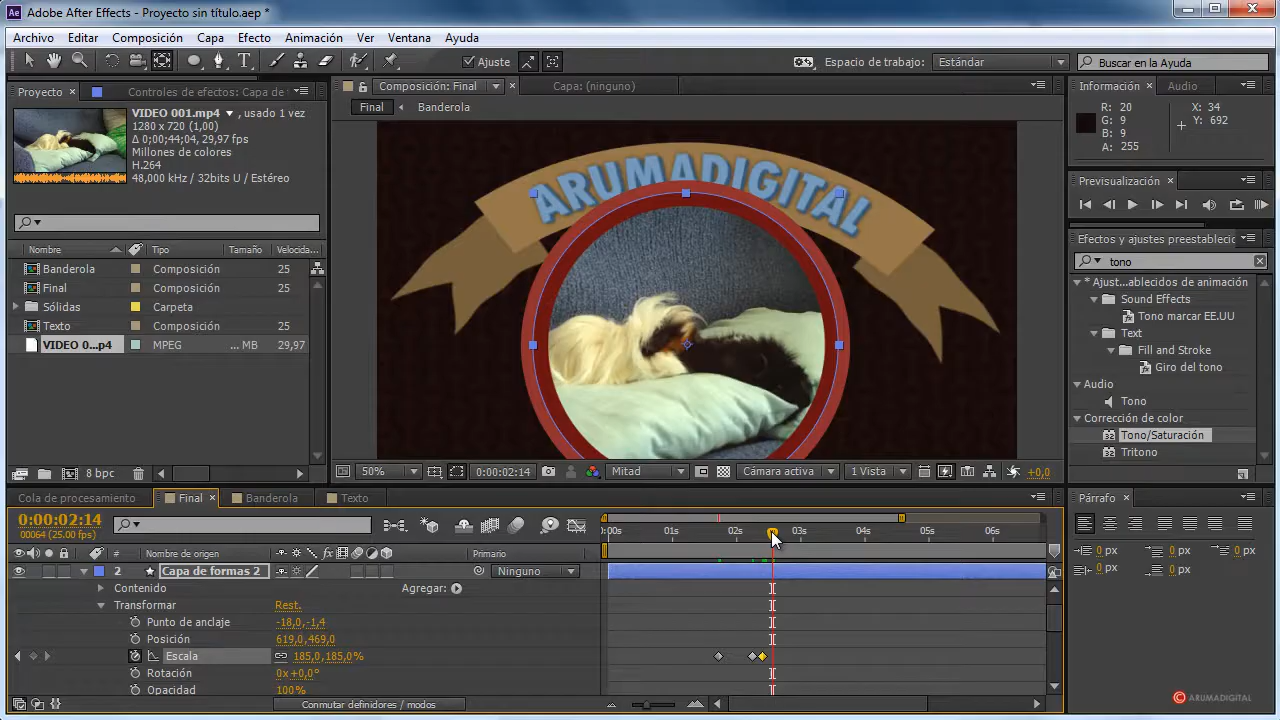 Adobe After Effects - Proyecto sin título.aep *
Archivo Editar Composición Capa Efecto Animación Ver Ventana Ayuda
Ajuste
Espacio de trabajo: Estándar
Buscar en la Ayuda
Proyecto
Controles de efectos: Capa de
VIDEO 001.mp4 , usado 1 vez
1280 x 720 (1,00)
Δ 0;00;44;04, 29,97 fps
Millones de colores
H.264
48,000 kHz / 32bits U / Estéreo
Nombre Tipo Tamaño Velocida...
Banderola Composición 25
Final Composición 25
Sólidas Carpeta
Texto Composición 25
VIDEO 0...p4 MPEG ... MB 29,97
8 bpc
Composición: Final
Capa: (ninguno)
Final Banderola
ARUMADIGITAL
50%
0:00:02:14
Mitad
Cámara activa
1 Vista
+0,0
Información Audio
R: 20
G: 9
B: 9
A: 255
X: 34
Y: 692
Previsualización
Efectos y ajustes preestablecic
tono
* Ajust...ablecidos de animación
Sound Effects
Tono marcar EE.UU
Text
Fill and Stroke
Giro del tono
Audio
Tono
Corrección de color
Tono/Saturación
Tritono
Cola de procesamiento Final Banderola Texto
0:00:02:14
00064 (25.00 fps)
):00s 01s 02s 03s 04s 05s 06s
# Nombre de origen Primario
2 Capa de formas 2 Ninguno
Contenido Agregar:
Transformar Rest.
Punto de anclaje -18,0,-1,4
Posición 619,0,469,0
Escala 185,0,185,0%
Rotación 0x+0,0°
Opacidad 100%
Conmutar definidores / modos
Párrafo
0 px 0 px 0 px
0 px 0 px
© ARUMADIGITAL